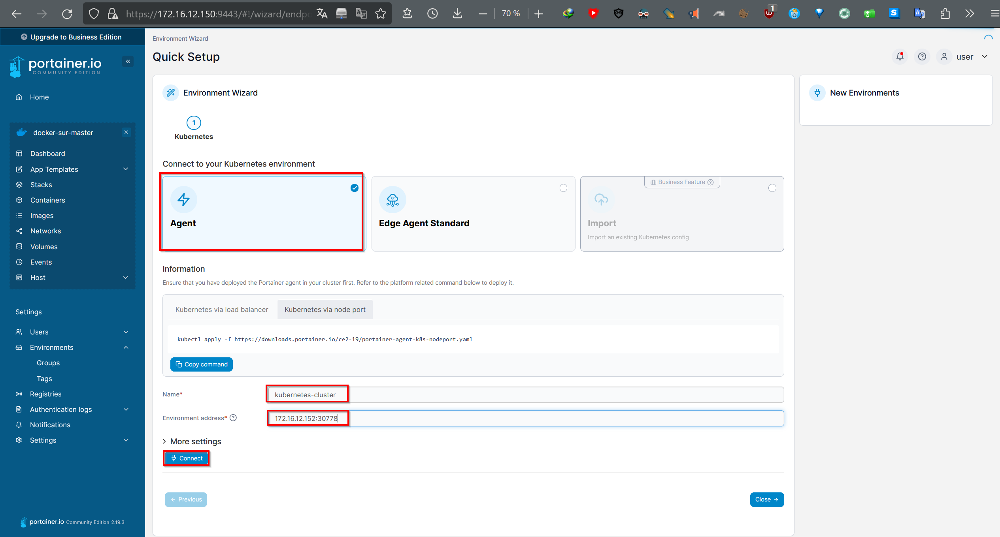 https://172.16.12.150:9443/#!/wizard/endpo
70 %
1
Upgrade to Business Edition
portainer.io
COMMUNITY EDITION
Home
docker-sur-master
Dashboard
App Templates
Stacks
Containers
Images
Networks
Volumes
Events
Host
Settings
Users
Environments
Groups
Tags
Registries
Authentication logs
Notifications
Settings
portainer.io Community Edition 2.19.3
Environment Wizard
Quick Setup
user
Environment Wizard
1
Kubernetes
Connect to your Kubernetes environment
Agent
Edge Agent Standard
Business Feature
Import
Import an existing Kubernetes config
Information
Ensure that you have deployed the Portainer agent in your cluster first. Refer to the platform related command below to deploy it.
Kubernetes via load balancer
Kubernetes via node port
kubectl apply -f https://downloads.portainer.io/ce2-19/portainer-agent-k8s-nodeport.yaml
Copy command
Name*
kubernetes-cluster
Environment address*
172.16.12.152:30778
More settings
Connect
Previous
Close
New Environments